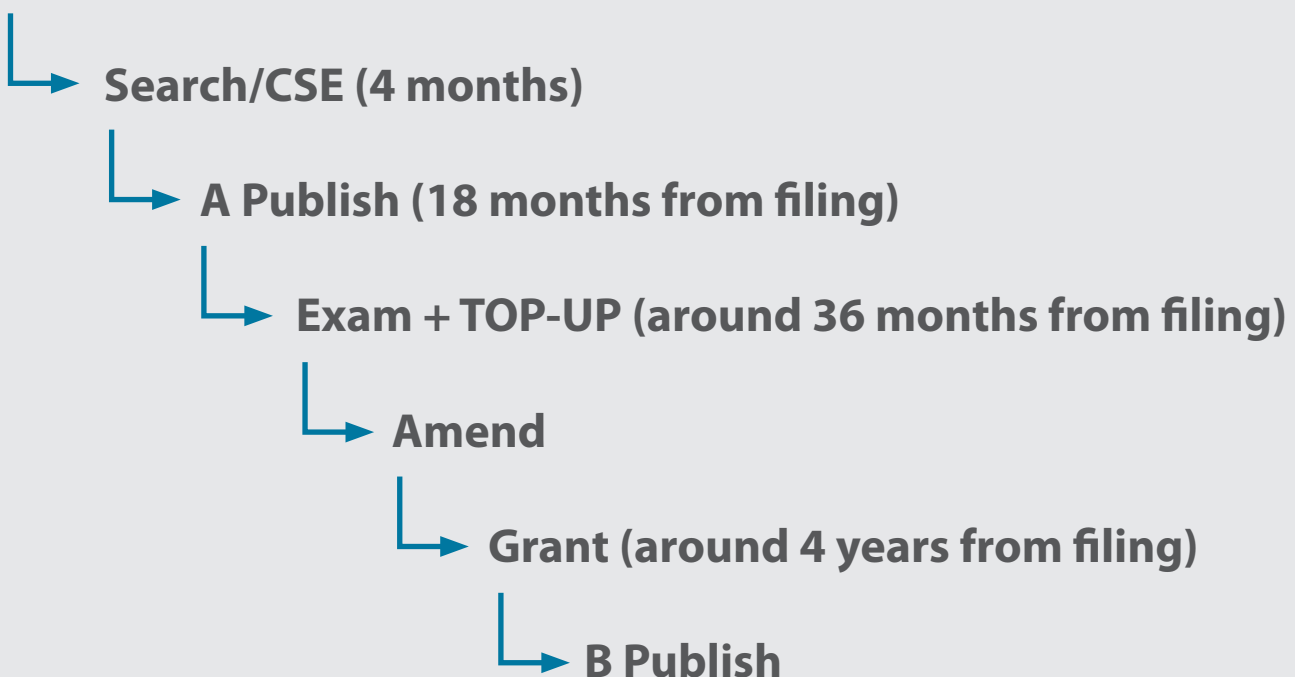 Search/CSE (4 months)
A Publish (18 months from filing)
Exam + TOP-UP (around 36 months from filing)
Amend
Grant (around 4 years from filing)
B Publish